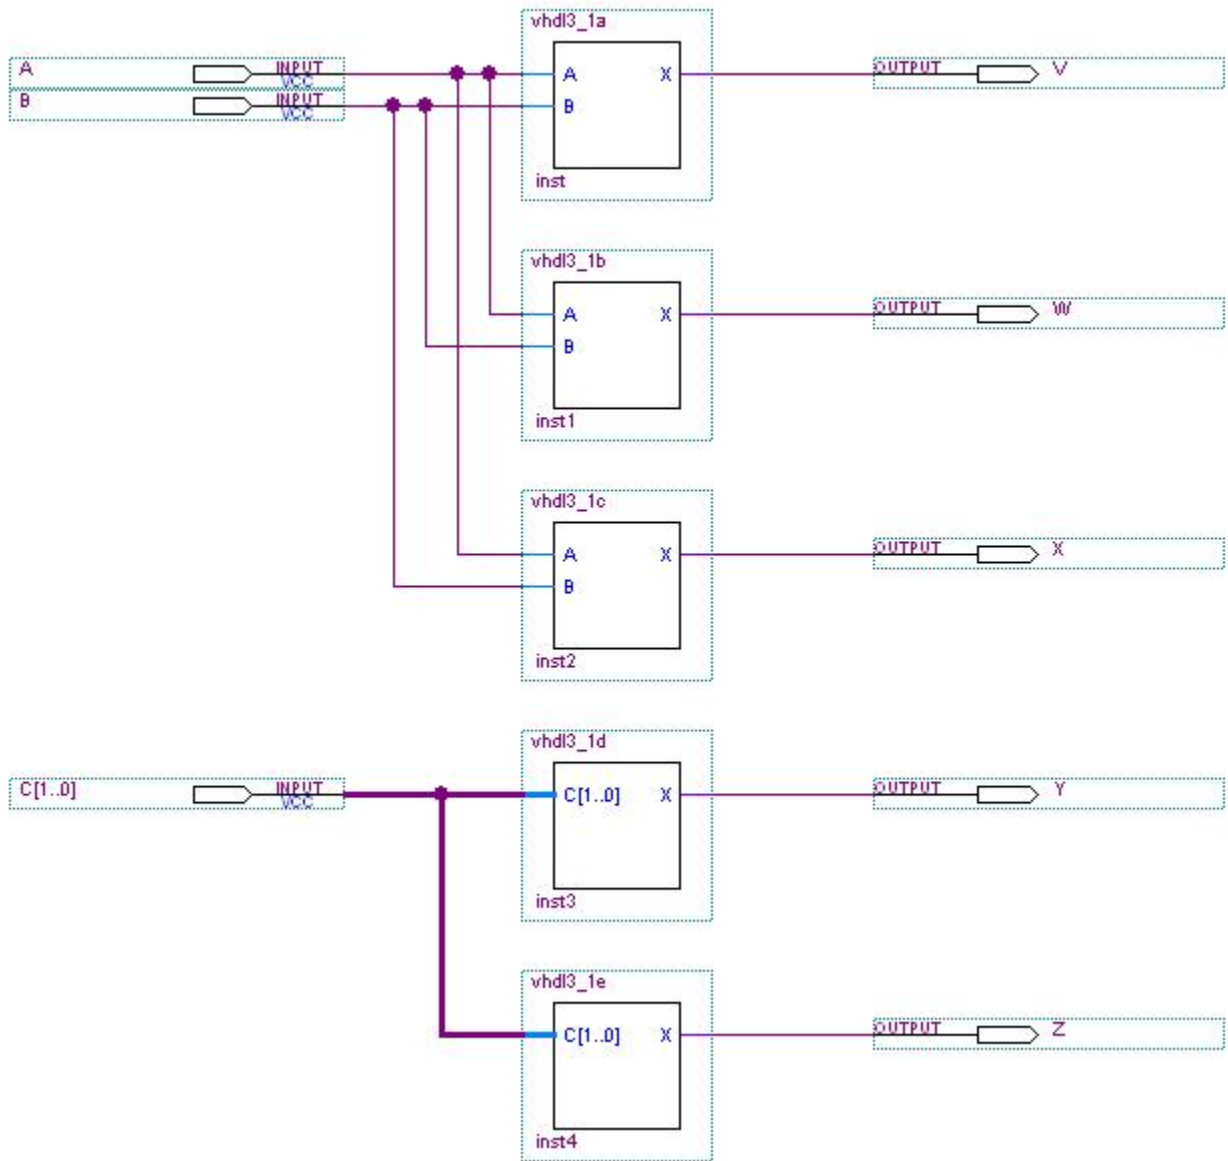 vhdl3_1a
A INPUT VCC A X OUTPUT V
B INPUT VCC B
inst
vhdl3_1b
A X OUTPUT W
B
inst1
vhdl3_1c
A X OUTPUT X
B
inst2
vhdl3_1d
C[1..0] INPUT VCC C[1..0] X OUTPUT Y
inst3
vhdl3_1e
C[1..0] X OUTPUT Z
inst4